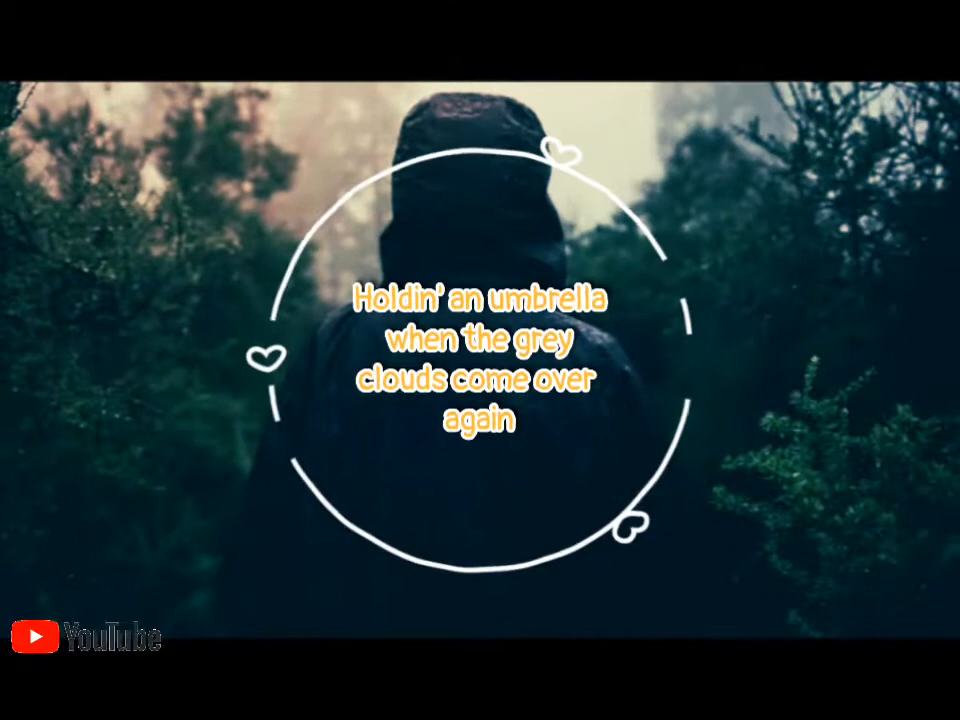 Holdin' an umbrella
when the grey
clouds come over
again
YouTube